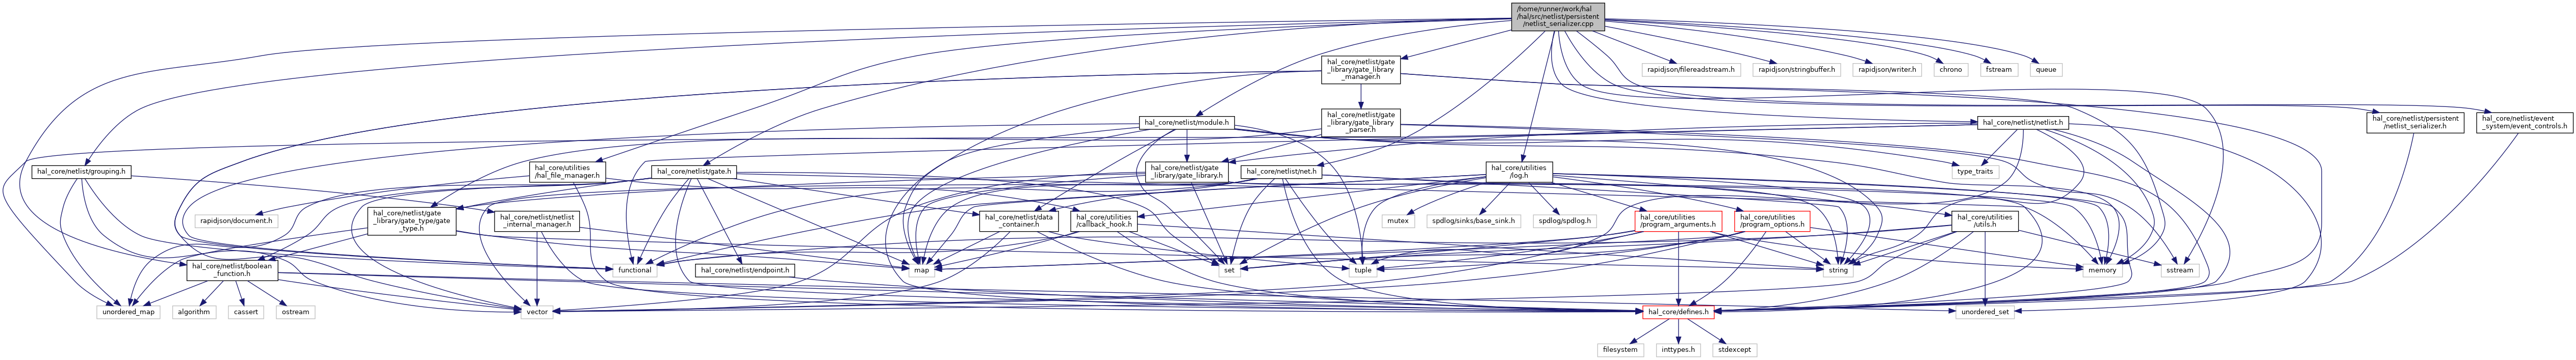 /home/runner/work/hal
/hal/src/netlist/persistent
/netlist_serializer.cpp
hal_core/netlist/gate
_library/gate_library
_manager.h
rapidjson/filereadstream.h
rapidjson/stringbuffer.h
rapidjson/writer.h
chrono
fstream
queue
hal_core/netlist/module.h
hal_core/netlist/gate
_library/gate_library
_parser.h
hal_core/netlist/netlist.h
hal_core/netlist/persistent
/netlist_serializer.h
hal_core/netlist/event
_system/event_controls.h
hal_core/netlist/grouping.h
hal_core/utilities
/hal_file_manager.h
hal_core/netlist/gate.h
hal_core/netlist/gate
_library/gate_library.h
hal_core/netlist/net.h
hal_core/utilities
/log.h
type_traits
rapidjson/document.h
hal_core/netlist/gate
_library/gate_type/gate
_type.h
hal_core/netlist/netlist
_internal_manager.h
hal_core/netlist/data
_container.h
hal_core/utilities
/callback_hook.h
mutex
spdlog/sinks/base_sink.h
spdlog/spdlog.h
hal_core/utilities
/program_arguments.h
hal_core/utilities
/program_options.h
hal_core/utilities
/utils.h
hal_core/netlist/boolean
_function.h
functional
hal_core/netlist/endpoint.h
map
set
tuple
string
memory
sstream
unordered_map
algorithm
cassert
ostream
vector
hal_core/defines.h
unordered_set
filesystem
inttypes.h
stdexcept